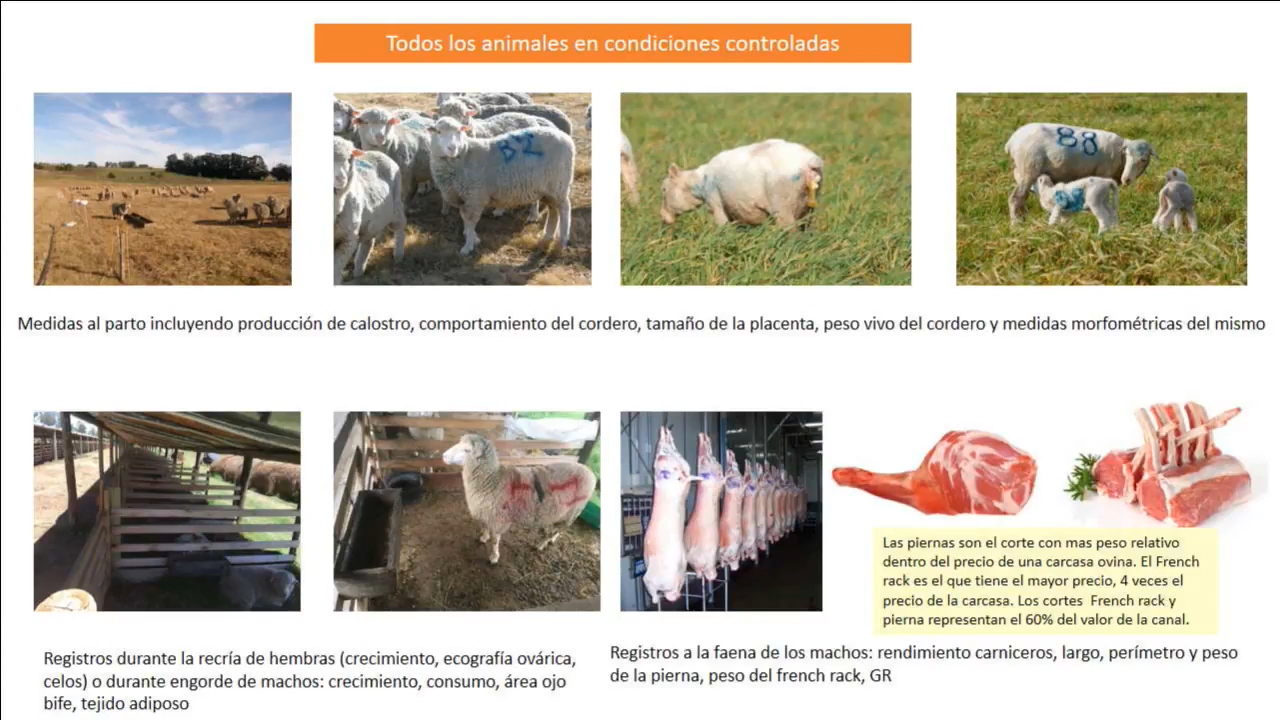 Todos los animales en condiciones controladas
B2
88
Medidas al parto incluyendo producción de calostro, comportamiento del cordero, tamaño de la placenta, peso vivo del cordero y medidas morfométricas del mismo
Las piernas son el corte con mas peso relativo
dentro del precio de una carcasa ovina. El French
rack es el que tiene el mayor precio, 4 veces el
precio de la carcasa. Los cortes French rack y
pierna representan el 60% del valor de la canal.
Registros durante la recría de hembras (crecimiento, ecografía ovárica,
celos) o durante engorde de machos: crecimiento, consumo, área ojo
bife, tejido adiposo
Registros a la faena de los machos: rendimiento carniceros, largo, perímetro y peso
de la pierna, peso del french rack, GR